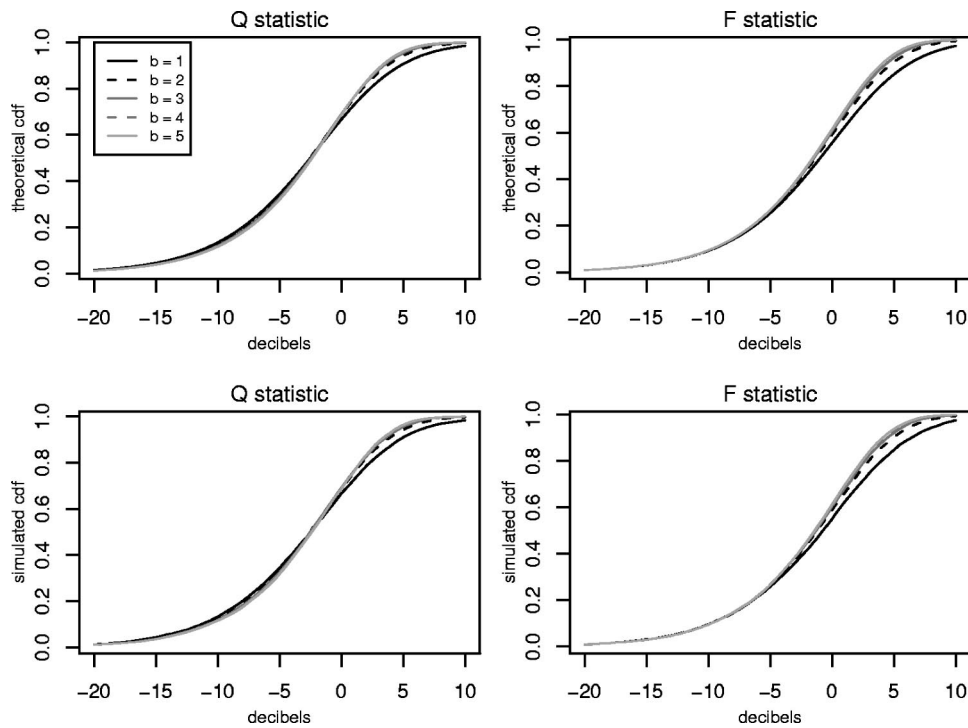 Q statistic
theoretical cdf
1.0
0.8
0.6
0.4
0.2
0.0
b = 1
b = 2
b = 3
b = 4
b = 5
−20 −15 −10 −5 0 5 10
decibels
F statistic
theoretical cdf
1.0
0.8
0.6
0.4
0.2
0.0
−20 −15 −10 −5 0 5 10
decibels
Q statistic
simulated cdf
1.0
0.8
0.6
0.4
0.2
0.0
−20 −15 −10 −5 0 5 10
decibels
F statistic
simulated cdf
1.0
0.8
0.6
0.4
0.2
0.0
−20 −15 −10 −5 0 5 10
decibels